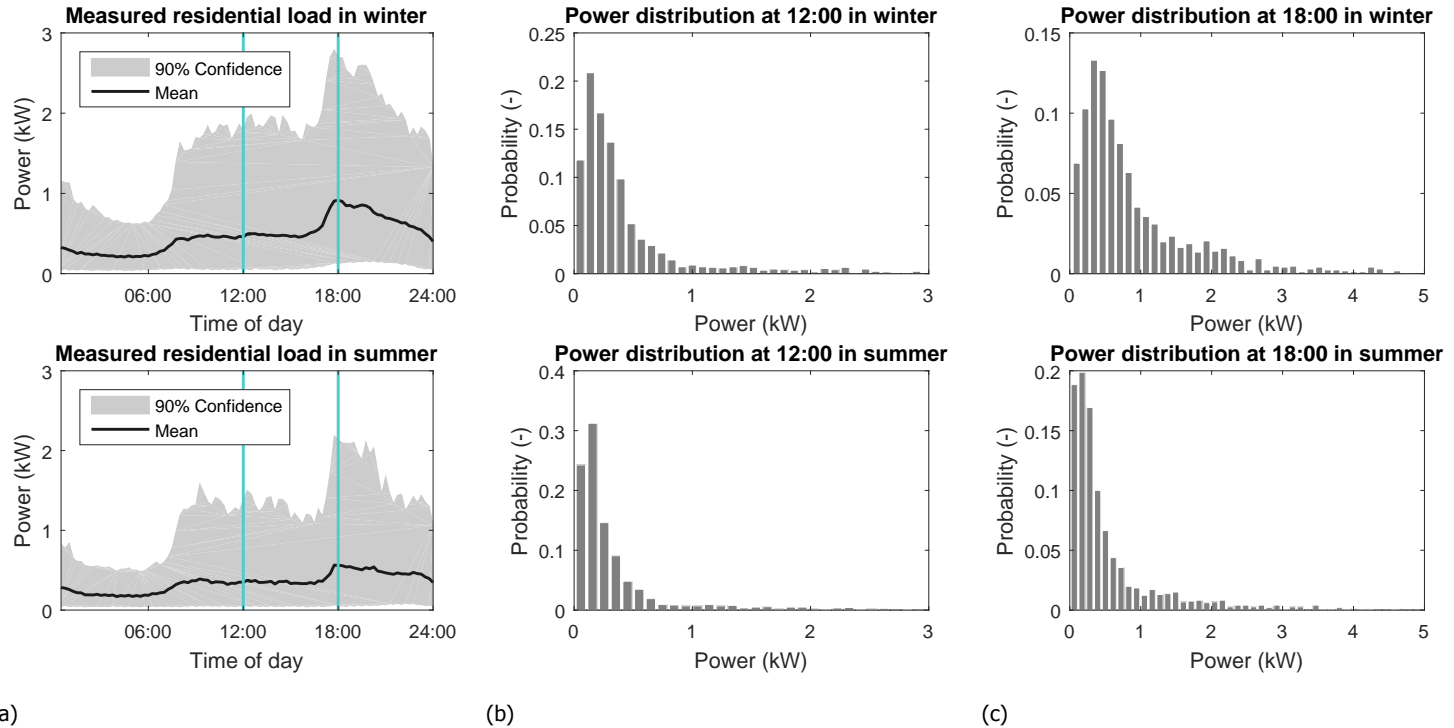 Measured residential load in winter
3
2
1
0
Power (kW)
90% Confidence
Mean
06:00 12:00 18:00 24:00
Time of day
Power distribution at 12:00 in winter
0.25
0.2
0.15
0.1
0.05
0
Probability (-)
0 1 2 3
Power (kW)
Power distribution at 18:00 in winter
0.15
0.1
0.05
0
Probability (-)
0 1 2 3 4 5
Power (kW)
Measured residential load in summer
3
2
1
0
Power (kW)
90% Confidence
Mean
06:00 12:00 18:00 24:00
Time of day
Power distribution at 12:00 in summer
0.4
0.3
0.2
0.1
0
Probability (-)
0 1 2 3
Power (kW)
Power distribution at 18:00 in summer
0.2
0.15
0.1
0.05
0
Probability (-)
0 1 2 3 4 5
Power (kW)
a) (b) (c)